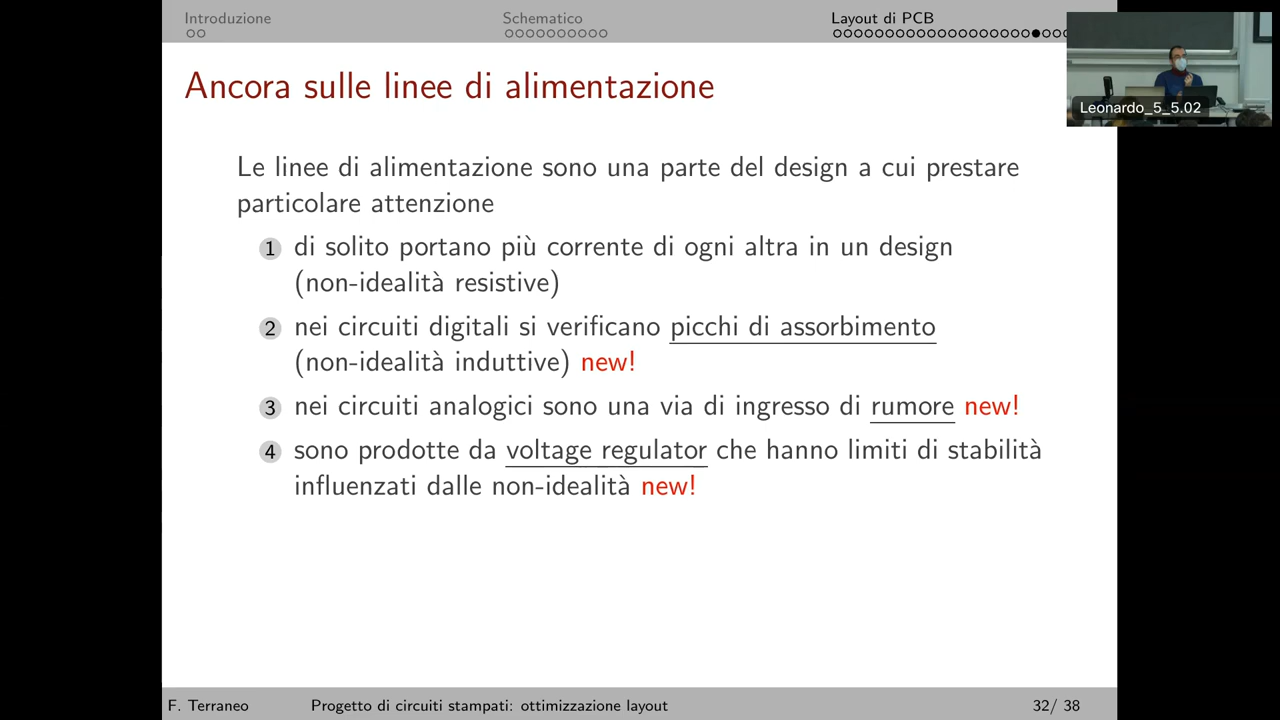 Introduzione
Schematico
Layout di PCB
Ancora sulle linee di alimentazione
Leonardo_5_5.02
Le linee di alimentazione sono una parte del design a cui prestare
particolare attenzione
1 di solito portano più corrente di ogni altra in un design
(non-idealità resistive)
2 nei circuiti digitali si verificano picchi di assorbimento
(non-idealità induttive) new!
3 nei circuiti analogici sono una via di ingresso di rumore new!
4 sono prodotte da voltage regulator che hanno limiti di stabilità
influenzati dalle non-idealità new!
F. Terraneo
Progetto di circuiti stampati: ottimizzazione layout
32/ 38